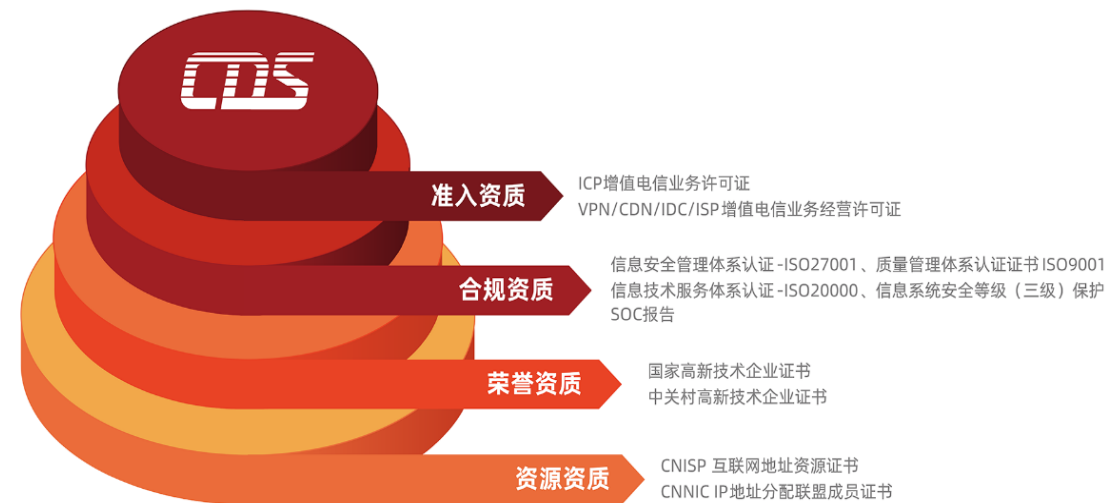 CDS
准入资质
ICP增值电信业务许可证
VPN/CDN/IDC/ISP增值电信业务经营许可证
合规资质
信息安全管理体系认证-ISO27001、质量管理体系认证证书ISO9001
信息技术服务体系认证-ISO20000、信息系统安全等级（三级）保护
SOC报告
荣誉资质
国家高新技术企业证书
中关村高新技术企业证书
资源资质
CNISP 互联网地址资源证书
CNNIC IP地址分配联盟成员证书